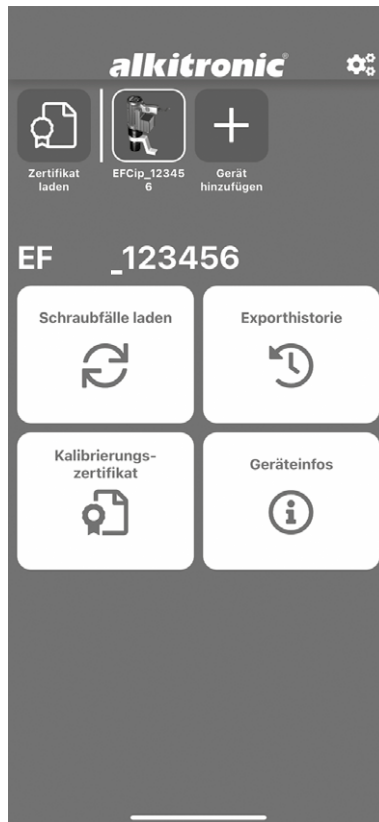 alkitronic
Zertifikat
laden
EFCip_12345
6
Gerät
hinzufügen
EF _123456
Schraubfälle laden
Exporthistorie
Kalibrierungs-
zertifikat
Geräteinfos